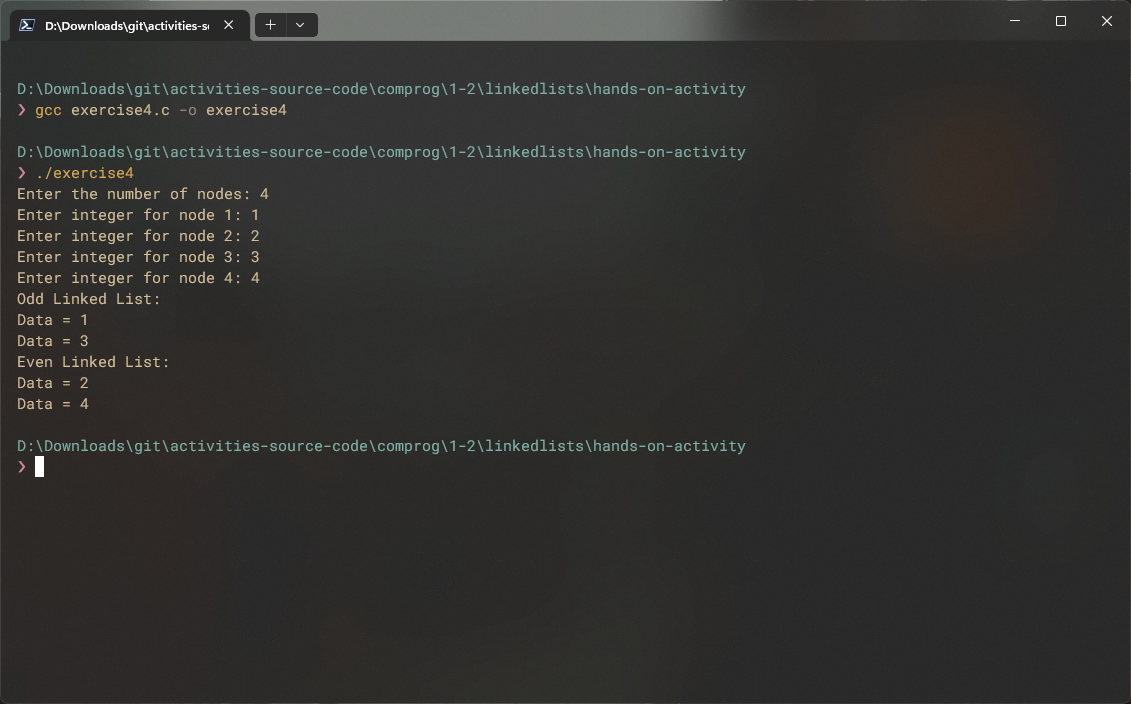 D:\Downloads\git\activities-s
D:\Downloads\git\activities-source-code\comprog\1-2\linkedlists\hands-on-activity
❯ gcc exercise4.c -o exercise4
D:\Downloads\git\activities-source-code\comprog\1-2\linkedlists\hands-on-activity
❯ ./exercise4
Enter the number of nodes: 4
Enter integer for node 1: 1
Enter integer for node 2: 2
Enter integer for node 3: 3
Enter integer for node 4: 4
Odd Linked List:
Data = 1
Data = 3
Even Linked List:
Data = 2
Data = 4
D:\Downloads\git\activities-source-code\comprog\1-2\linkedlists\hands-on-activity
❯